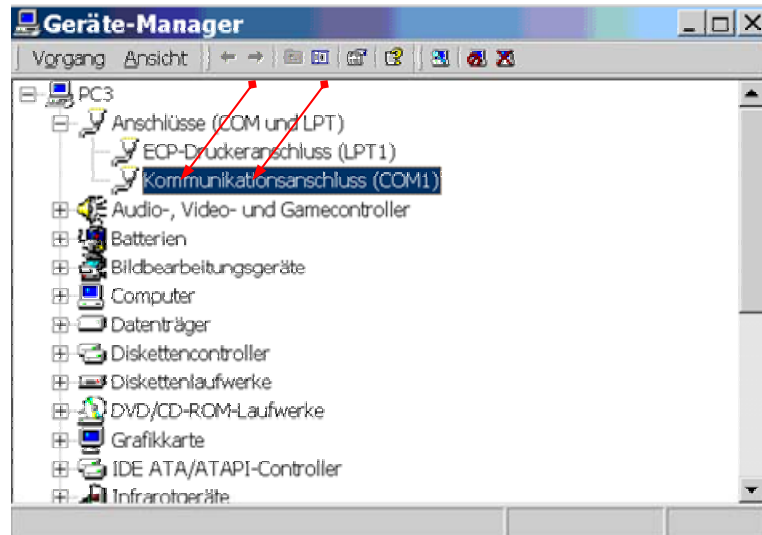 Geräte-Manager
Vorgang Ansicht
PC3
Anschlüsse (COM und LPT)
ECP-Druckeranschluss (LPT1)
Kommunikationsanschluss (COM1)
Audio-, Video- und Gamecontroller
Batterien
Bildbearbeitungsgeräte
Computer
Datenträger
Diskettencontroller
Diskettenlaufwerke
DVD/CD-ROM-Laufwerke
Grafikkarte
IDE ATA/ATAPI-Controller
Infrarotgeräte